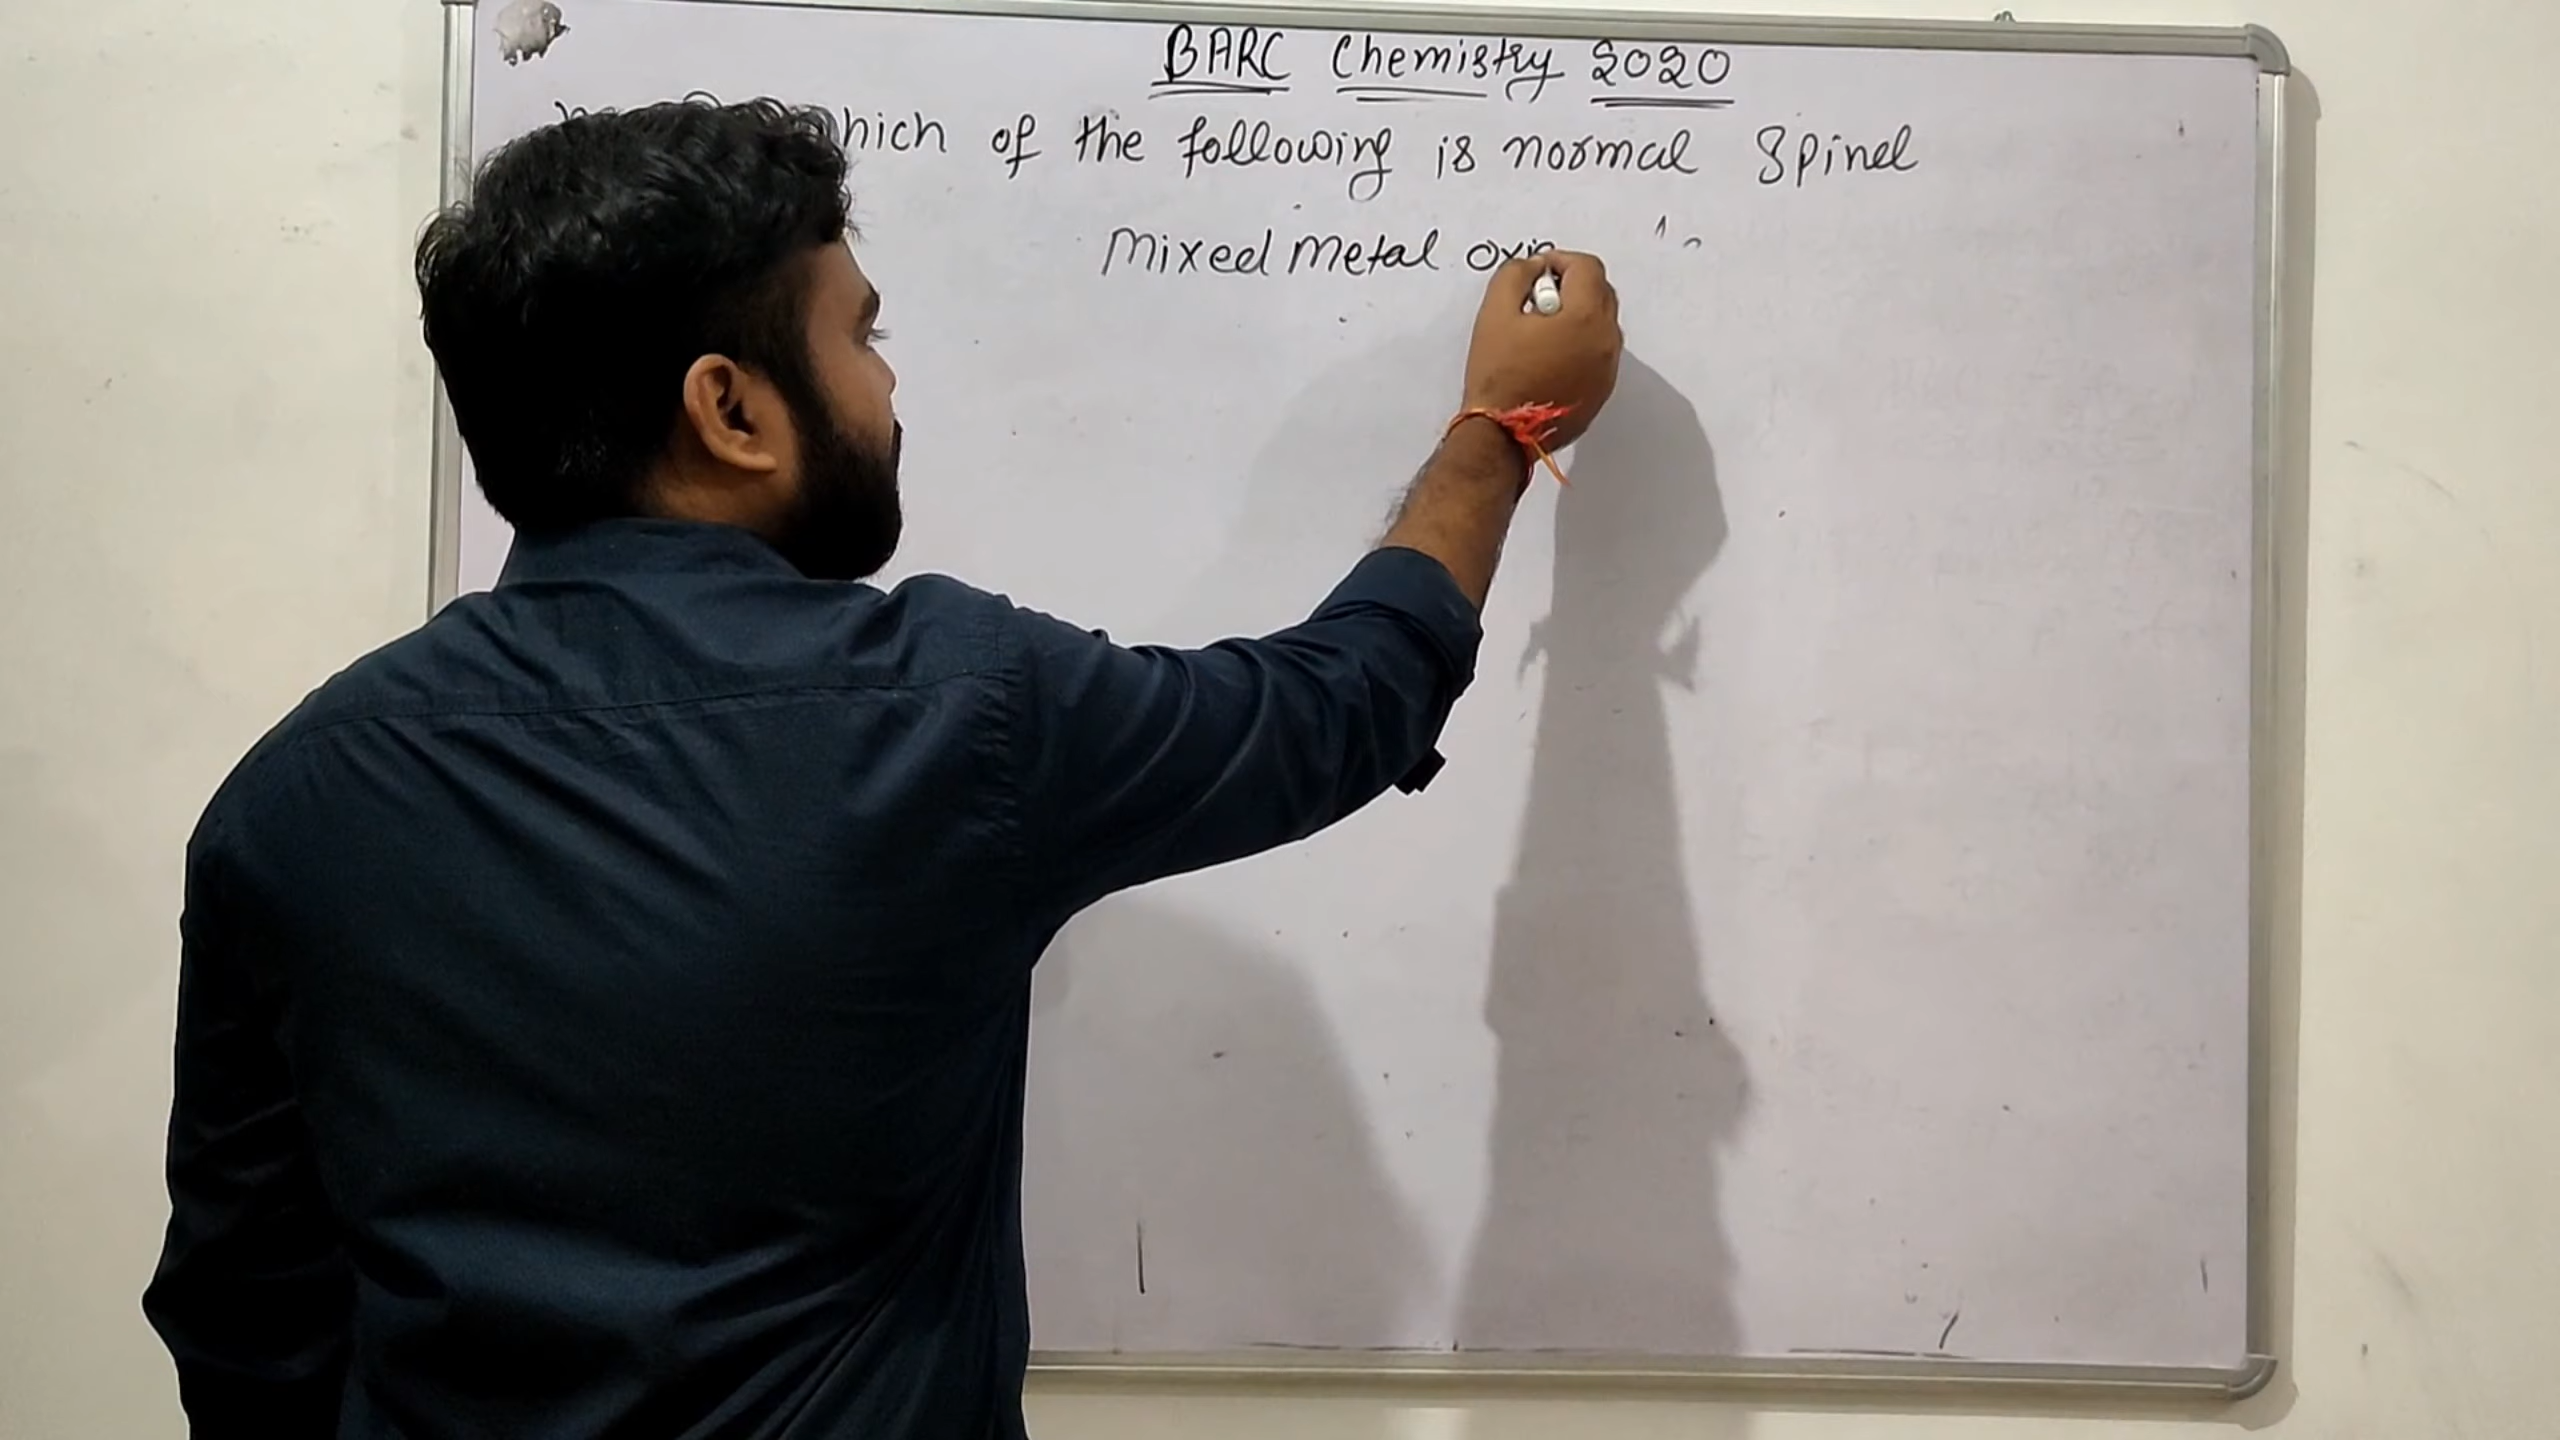 BARC Chemistry 2020
hich of the following is normal Spinel
Mixed Metal oxi